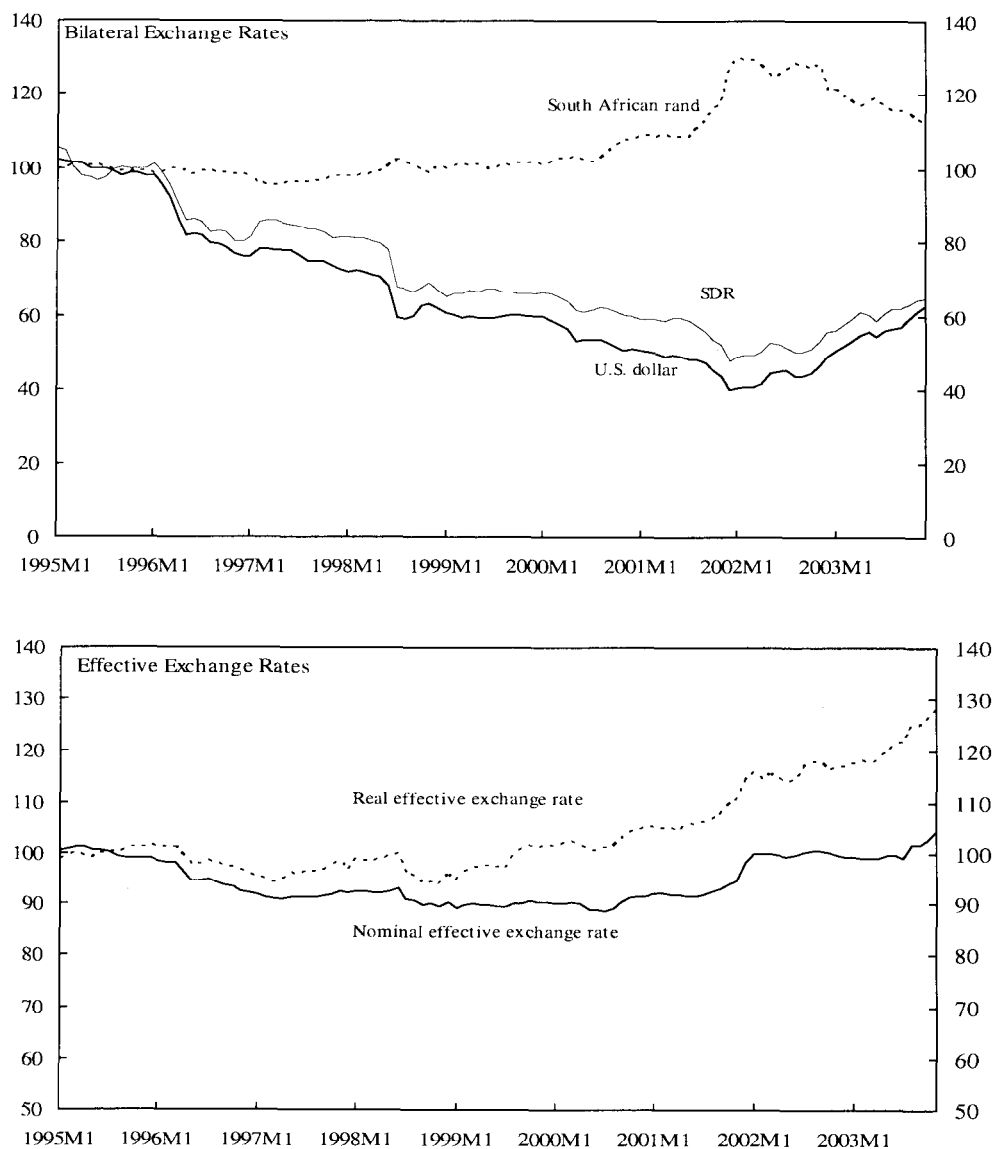 140 140
Bilateral Exchange Rates
120 120
South African rand
100 100
80 80
SDR
60 60
U.S. dollar
40 40
20 20
0 0
1995M1 1996M1 1997M1 1998M1 1999M1 2000M1 2001M1 2002M1 2003M1
140 140
Effective Exchange Rates
130 130
120 120
Real effective exchange rate
110 110
100 100
90 90
Nominal effective exchange rate
80 80
70 70
60 60
50 50
1995M1 1996M1 1997M1 1998M1 1999M1 2000M1 2001M1 2002M1 2003M1